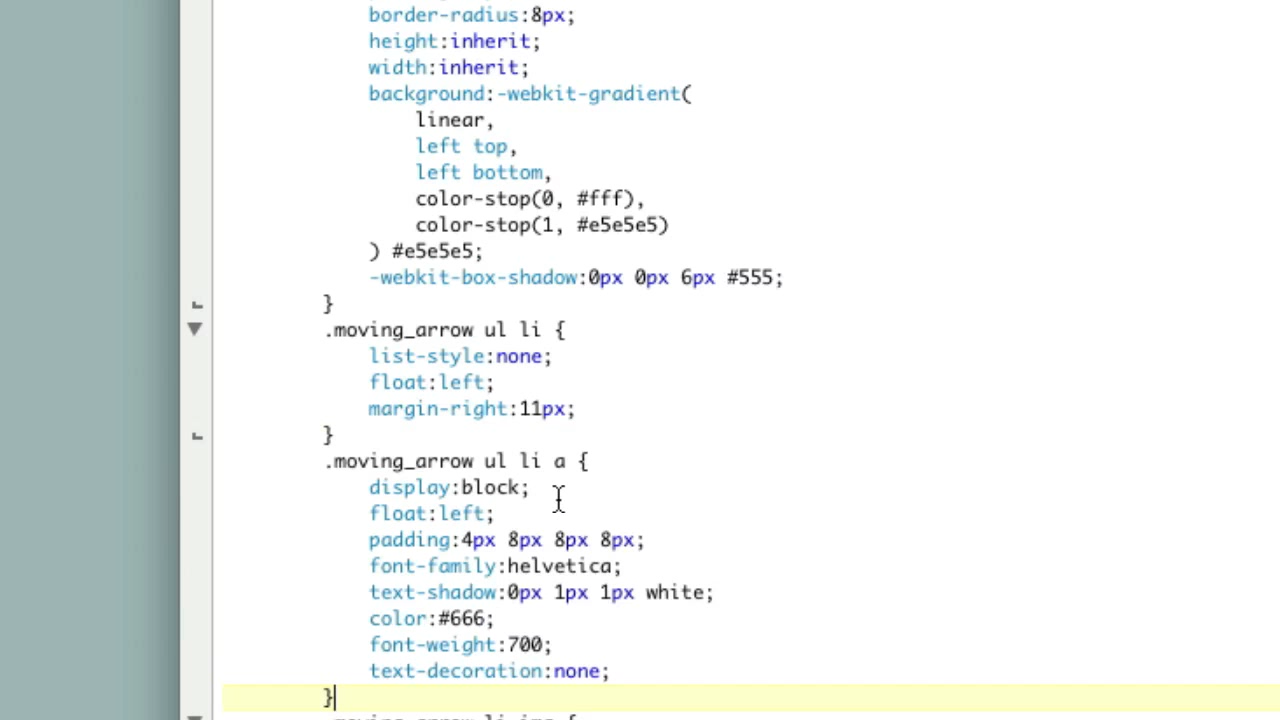 border-radius:8px;
height:inherit;
width:inherit;
background:-webkit-gradient(
linear,
left top,
left bottom,
color-stop(0, #fff),
color-stop(1, #e5e5e5)
) #e5e5e5;
-webkit-box-shadow:0px 0px 6px #555;
}
.moving_arrow ul li {
list-style:none;
float:left;
margin-right:11px;
}
.moving_arrow ul li a {
display:block;
float:left;
padding:4px 8px 8px 8px;
font-family:helvetica;
text-shadow:0px 1px 1px white;
color:#666;
font-weight:700;
text-decoration:none;
}
.moving_arrow li img {